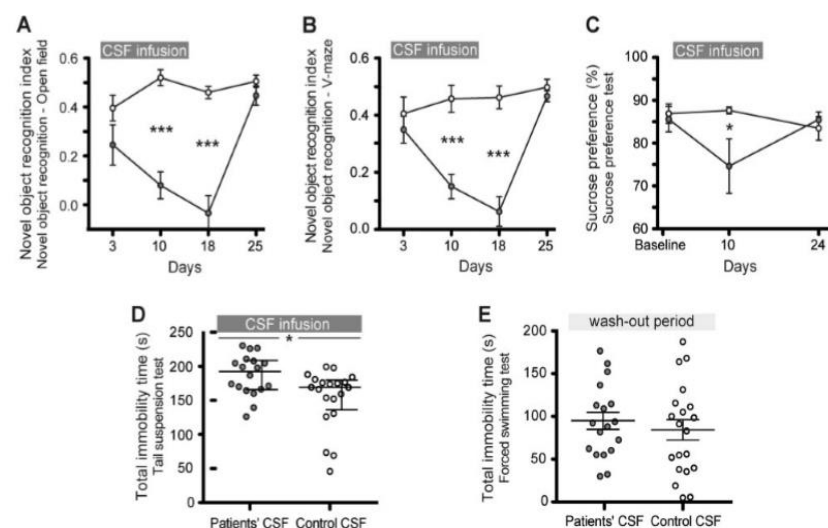 A
CSF infusion
Novel object recognition index
Novel object recognition - Open field
0.6
0.4
0.2
0.0
3 10 18 25
Days
***
***
B
CSF infusion
Novel object recognition index
Novel object recognition - V-maze
0.6
0.4
0.2
0.0
3 10 18 25
Days
***
***
C
CSF infusion
Sucrose preference (%)
Sucrose preference test
100
90
80
70
60
Baseline 10 24
Days
*
D
CSF infusion
*
Total immobility time (s)
Tail suspension test
250
200
150
100
50
0
Patients' CSF Control CSF
E
wash-out period
Total immobility time (s)
Forced swimming test
200
150
100
50
0
Patients' CSF Control CSF